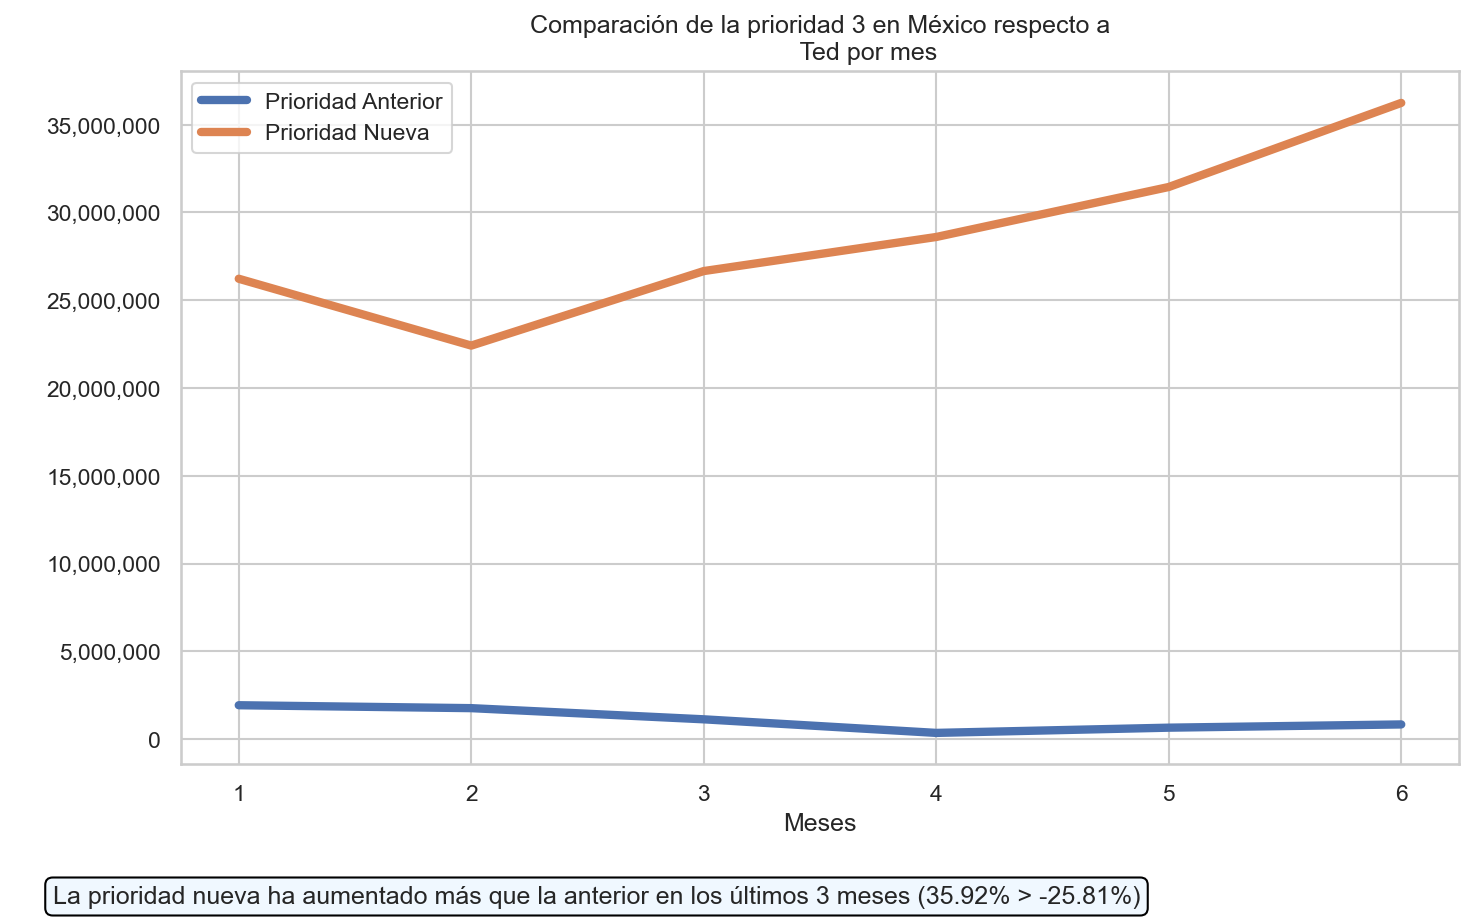 Comparación de la prioridad 3 en México respecto a
Ted por mes
Prioridad Anterior
Prioridad Nueva
35,000,000
30,000,000
25,000,000
20,000,000
15,000,000
10,000,000
5,000,000
0
1 2 3 4 5 6
Meses
La prioridad nueva ha aumentado más que la anterior en los últimos 3 meses (35.92% > -25.81%)